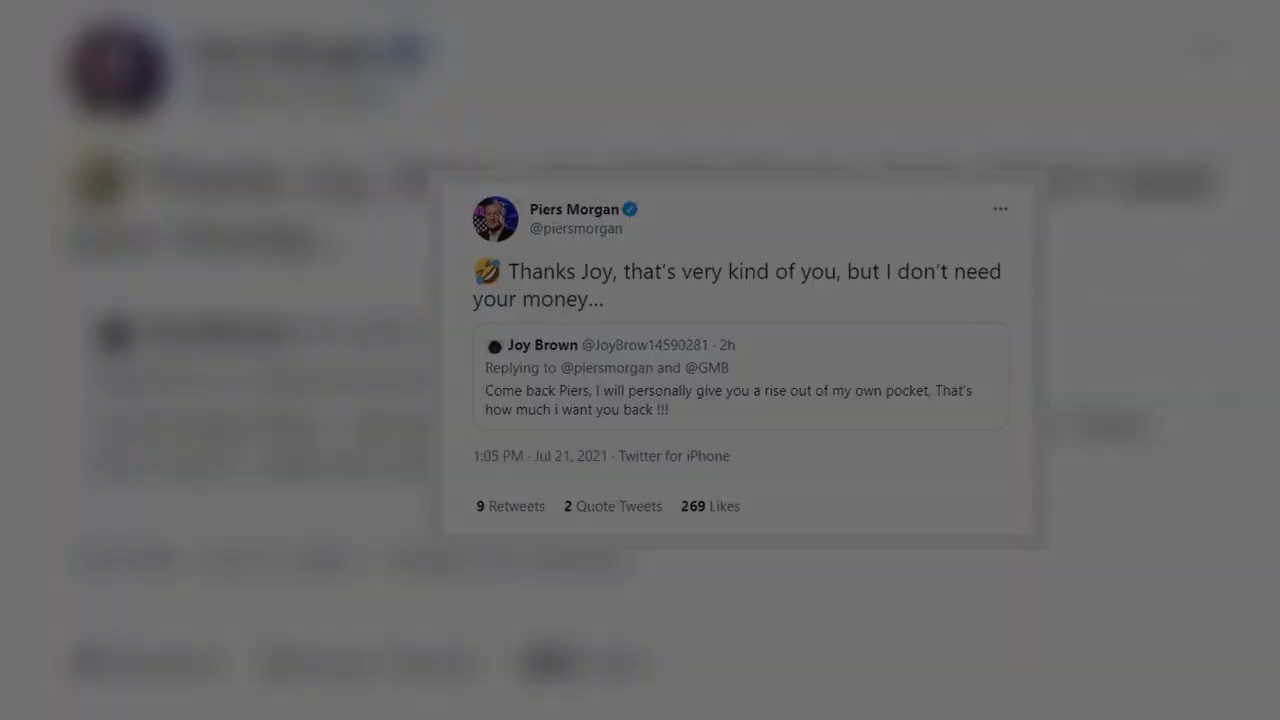 Piers Morgan
@piersmorgan
🤣 Thanks Joy, that's very kind of you, but I don't need
your money...
Joy Brown @JoyBrow14590281 · 2h
Replying to @piersmorgan and @GMB
Come back Piers, I will personally give you a rise out of my own pocket, That's
how much i want you back !!!
1:05 PM · Jul 21, 2021 · Twitter for iPhone
9 Retweets 2 Quote Tweets 269 Likes